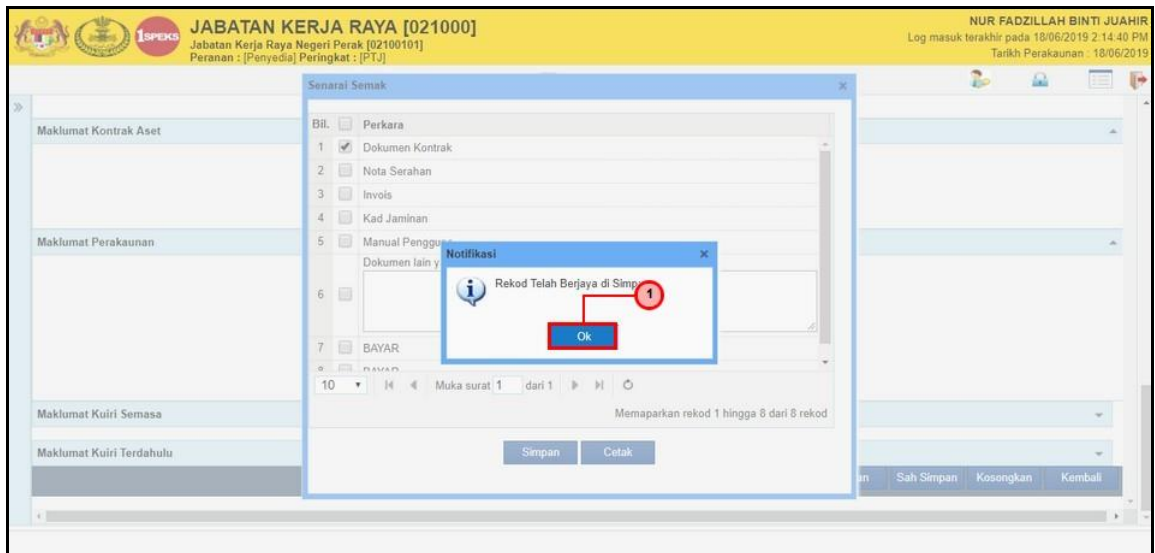 1SPEKS
JABATAN KERJA RAYA [021000]
Jabatan Kerja Raya Negeri Perak [02100101]
Peranan : [Penyedia] Peringkat : [PTJ]
NUR FADZILLAH BINTI JUAHIR
Log masuk terakhir pada 18/06/2019 2:14:40 PM
Tarikh Perakaunan : 18/06/2019
Senarai Semak
Maklumat Kontrak Aset
Bil. Perkara
1 Dokumen Kontrak
2 Nota Serahan
3 Invois
4 Kad Jaminan
Maklumat Perakaunan
5 Manual
Dokumen lain
6
Notifikasi
Rekod Telah Berjaya di
1
Ok
7 BAYAR
8 BAYAR
10 Muka surat 1 dari 1
Memaparkan rekod 1 hingga 8 dari 8 rekod
Maklumat Kuiri Semasa
Simpan Cetak
Maklumat Kuiri Terdahulu
Sah Simpan Kosongkan Kembali